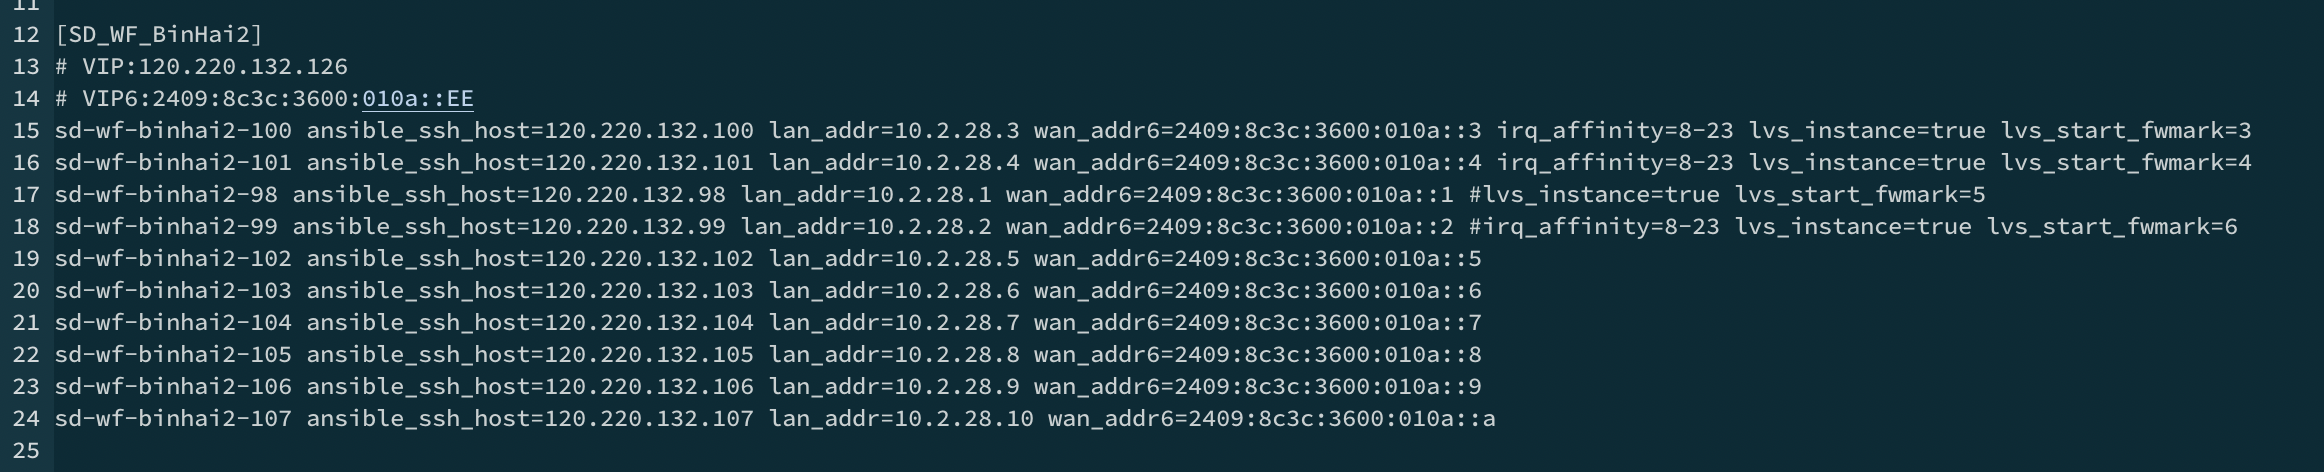 11
12 [SD_WF_BinHai2]
13 # VIP:120.220.132.126
14 # VIP6:2409:8c3c:3600:010a::EE
15 sd-wf-binhai2-100 ansible_ssh_host=120.220.132.100 lan_addr=10.2.28.3 wan_addr6=2409:8c3c:3600:010a::3 irq_affinity=8-23 lvs_instance=true lvs_start_fwmark=3
16 sd-wf-binhai2-101 ansible_ssh_host=120.220.132.101 lan_addr=10.2.28.4 wan_addr6=2409:8c3c:3600:010a::4 irq_affinity=8-23 lvs_instance=true lvs_start_fwmark=4
17 sd-wf-binhai2-98 ansible_ssh_host=120.220.132.98 lan_addr=10.2.28.1 wan_addr6=2409:8c3c:3600:010a::1 #lvs_instance=true lvs_start_fwmark=5
18 sd-wf-binhai2-99 ansible_ssh_host=120.220.132.99 lan_addr=10.2.28.2 wan_addr6=2409:8c3c:3600:010a::2 #irq_affinity=8-23 lvs_instance=true lvs_start_fwmark=6
19 sd-wf-binhai2-102 ansible_ssh_host=120.220.132.102 lan_addr=10.2.28.5 wan_addr6=2409:8c3c:3600:010a::5
20 sd-wf-binhai2-103 ansible_ssh_host=120.220.132.103 lan_addr=10.2.28.6 wan_addr6=2409:8c3c:3600:010a::6
21 sd-wf-binhai2-104 ansible_ssh_host=120.220.132.104 lan_addr=10.2.28.7 wan_addr6=2409:8c3c:3600:010a::7
22 sd-wf-binhai2-105 ansible_ssh_host=120.220.132.105 lan_addr=10.2.28.8 wan_addr6=2409:8c3c:3600:010a::8
23 sd-wf-binhai2-106 ansible_ssh_host=120.220.132.106 lan_addr=10.2.28.9 wan_addr6=2409:8c3c:3600:010a::9
24 sd-wf-binhai2-107 ansible_ssh_host=120.220.132.107 lan_addr=10.2.28.10 wan_addr6=2409:8c3c:3600:010a::a
25